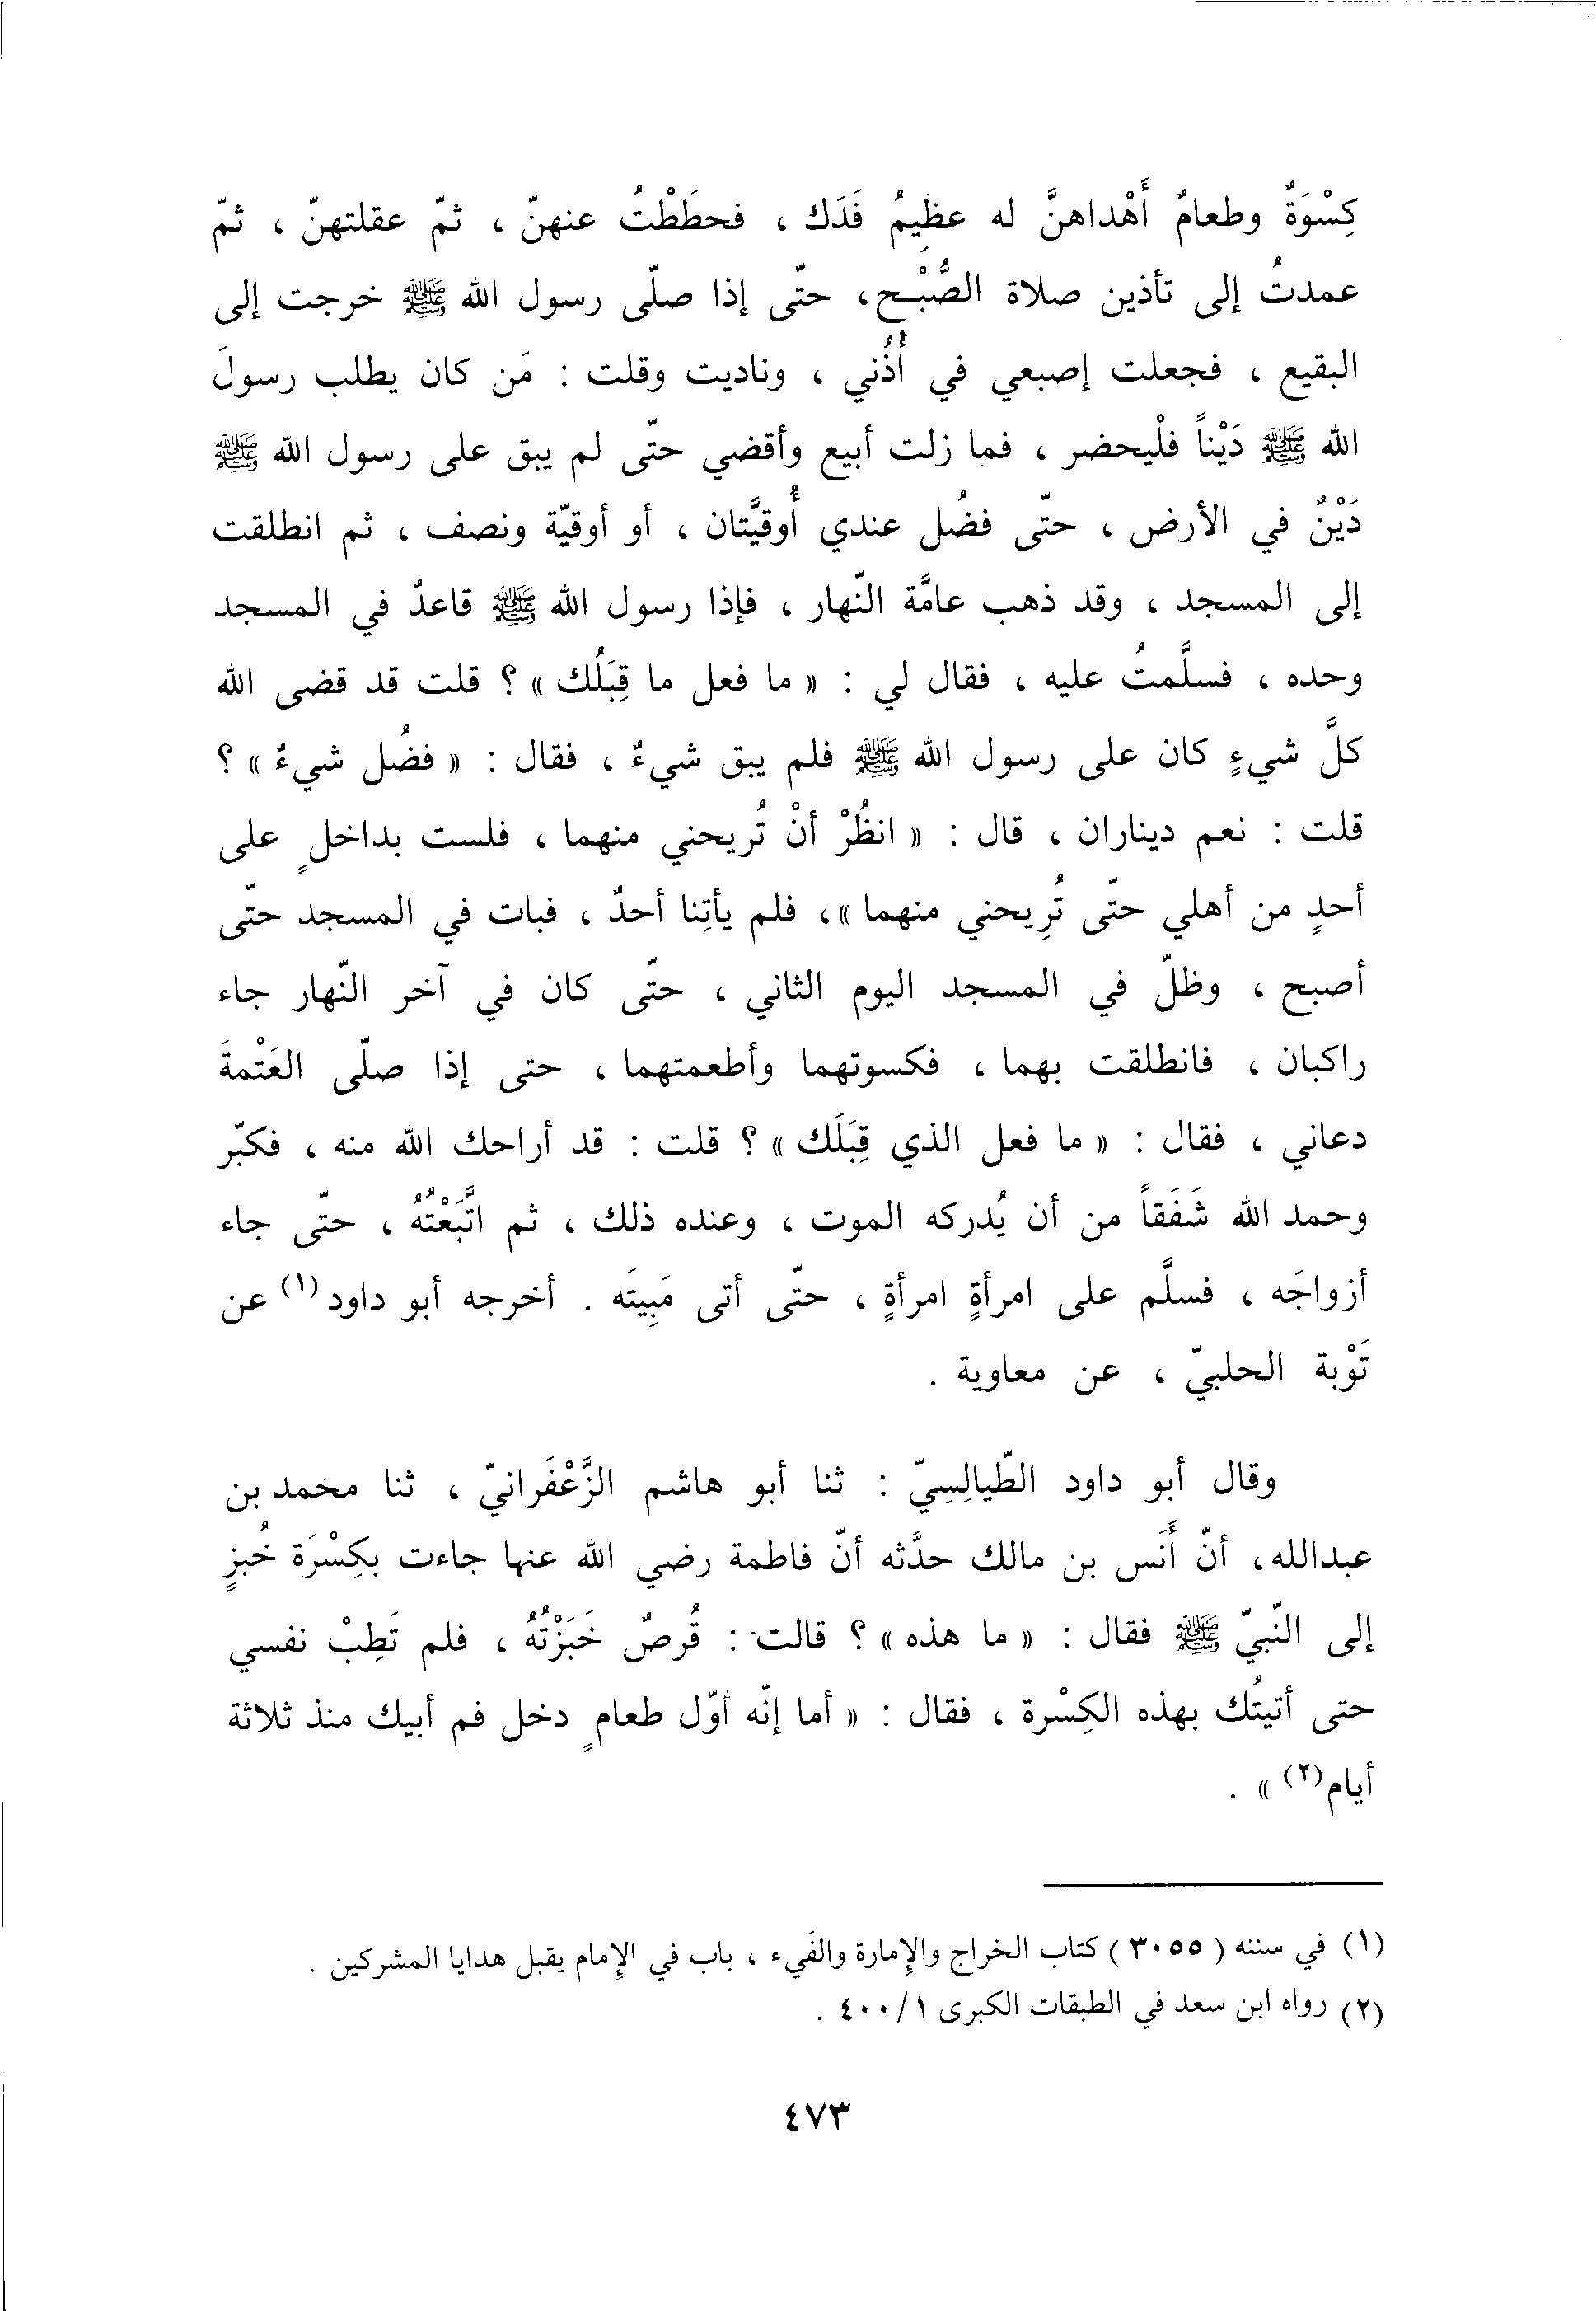 كِسْوَةٌ وطعامٌ أَهْداهنَّ له عظِيمُ فَدَك ، فحطَطْتُ عنهنّ ، ثمّ عقلتهنّ ، ثمّ
عمدتُ إلى تأذين صلاة الصُّبْح، حتّى إذا صلّى رسول الله ﷺ خرجت إلى
البقيع ، فجعلت إصبعي في أُذُني ، وناديت وقلت : مَن كان يطلب رسولَ
الله ﷺ دَيْناً فلْيحضر ، فما زلت أبيع وأقضي حتّى لم يبق على رسول الله ﷺ
دَيْنٌ في الأرض ، حتّى فضُل عندي أُوقيَّتان ، أو أوقيّة ونصف ، ثم انطلقت
إلى المسجد ، وقد ذهب عامَّة النّهار ، فإذا رسول الله ﷺ قاعدٌ في المسجد
وحده ، فسلَّمتُ عليه ، فقال لي : « ما فعل ما قِبَلُك » ؟ قلت قد قضى الله
كلَّ شيءٍ كان على رسول الله ﷺ فلم يبق شيءٌ ، فقال : « فضُل شيءٌ » ؟
قلت : نعم ديناران ، قال : « انظُرْ أنْ تُريحني منهما ، فلست بداخلٍ على
أحدٍ من أهلي حتّى تُرِيحني منهما »، فلم يأتِنا أحدٌ ، فبات في المسجد حتّى
أصبح ، وظلّ في المسجد اليوم الثاني ، حتّى كان في آخر النّهار جاء
راكبان ، فانطلقت بهما ، فكسوتهما وأطعمتهما ، حتى إذا صلّى العَتْمةَ
دعاني ، فقال : « ما فعل الذي قِبَلَك » ؟ قلت : قد أراحك الله منه ، فكبّر
وحمد الله شَفَقاً من أن يُدركه الموت ، وعنده ذلك ، ثم اتَّبَعْتُهُ ، حتّى جاء
أزواجَه ، فسلَّم على امرأةٍ امرأةٍ ، حتّى أتى مَبِيتَه . أخرجه أبو داود(١) عن
تَوْبة الحلبيّ ، عن معاوية .
وقال أبو داود الطّيالِسِيّ : ثنا أبو هاشم الزَّعْفَرانيّ ، ثنا محمد بن
عبدالله، أنّ أَنَس بن مالك حدَّثه أنّ فاطمة رضي الله عنها جاءت بكِسْرَة خُبزٍ
إلى النّبيّ ﷺ فقال : « ما هذه » ؟ قالت : قُرصٌ خَبَزْتُهُ ، فلم تَطِبْ نفسي
حتى أتيتُك بهذه الكِسْرة ، فقال : « أما إنّه أوّل طعامٍ دخل فم أبيك منذ ثلاثة
أيام(٢) » .
(١) في سننه ( ٣٠٥٥ ) كتاب الخراج والإمارة والفَيء ، باب في الإمام يقبل هدايا المشركين .
(٢) رواه ابن سعد في الطبقات الكبرى ١/ ٤٠٠ .
٤٧٣